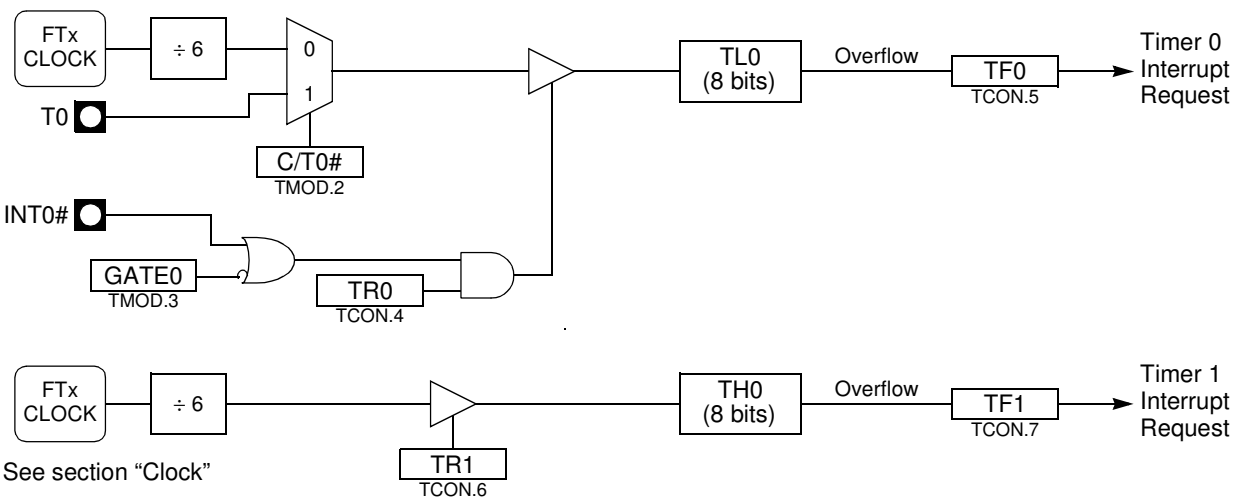 FTx
CLOCK
÷ 6
0
1
T0
C/T0#
TMOD.2
TL0
(8 bits)
Overflow
TF0
TCON.5
Timer 0
Interrupt
Request
INT0#
GATE0
TMOD.3
TR0
TCON.4
FTx
CLOCK
÷ 6
TR1
TCON.6
TH0
(8 bits)
Overflow
TF1
TCON.7
Timer 1
Interrupt
Request
See section “Clock”